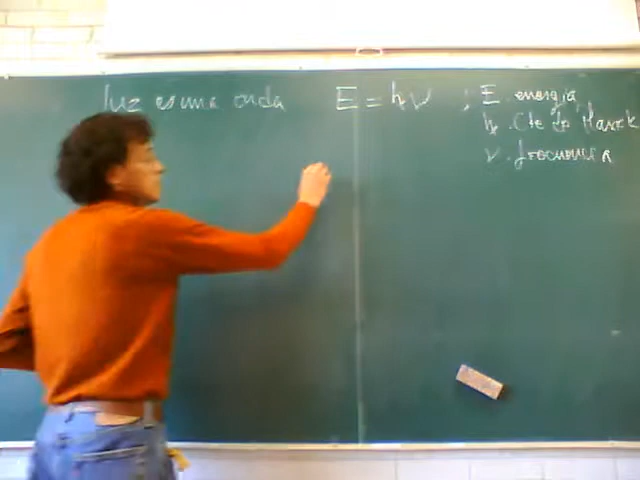 luz es una onda E = hν ; E. energía,
h. Cte de Planck
ν. frecuencia